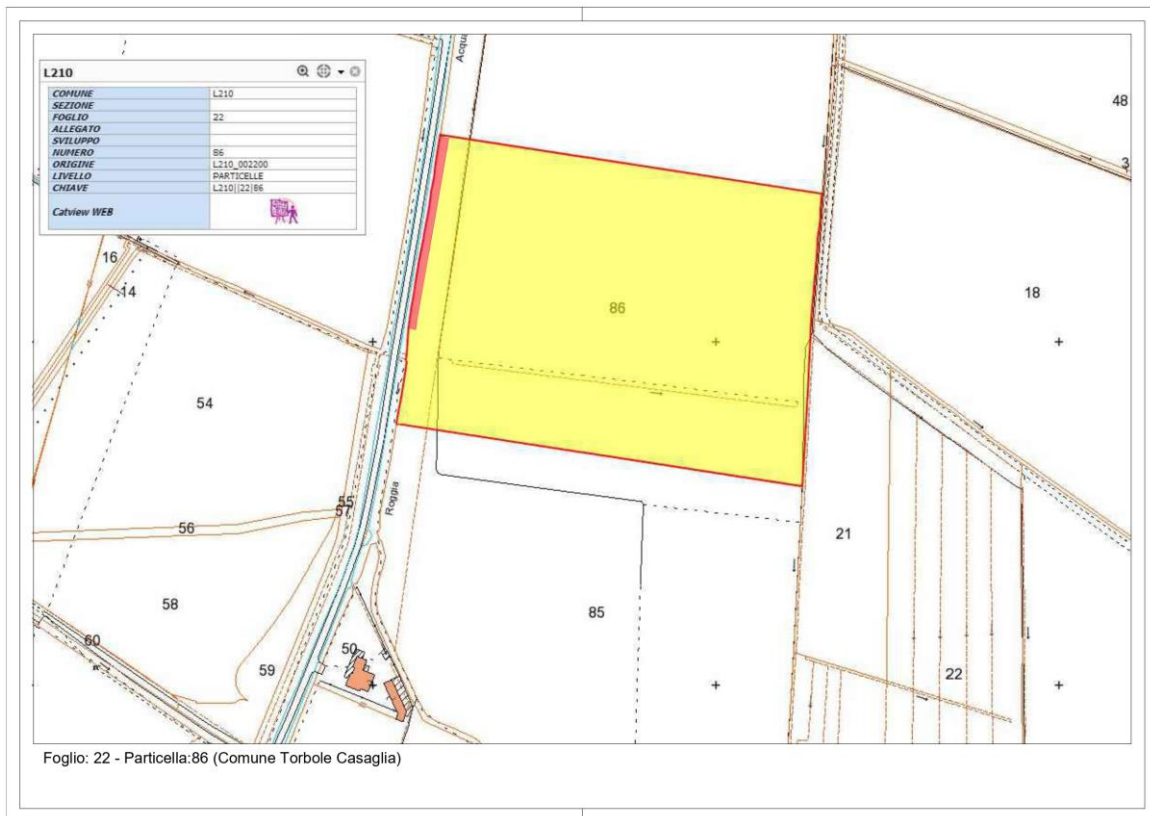 L210
COMUNE L210
SEZIONE
FOGLIO 22
ALLEGATO
SVILUPPO
NUMERO 86
ORIGINE L210_002200
LIVELLO PARTICELLE
CHIAVE L210||22|86
Catview WEB
Acqua
48
3
16
14
86
18
54
Roggia
55
57
56
21
58
85
60
50
59
22
Foglio: 22 - Particella:86 (Comune Torbole Casaglia)